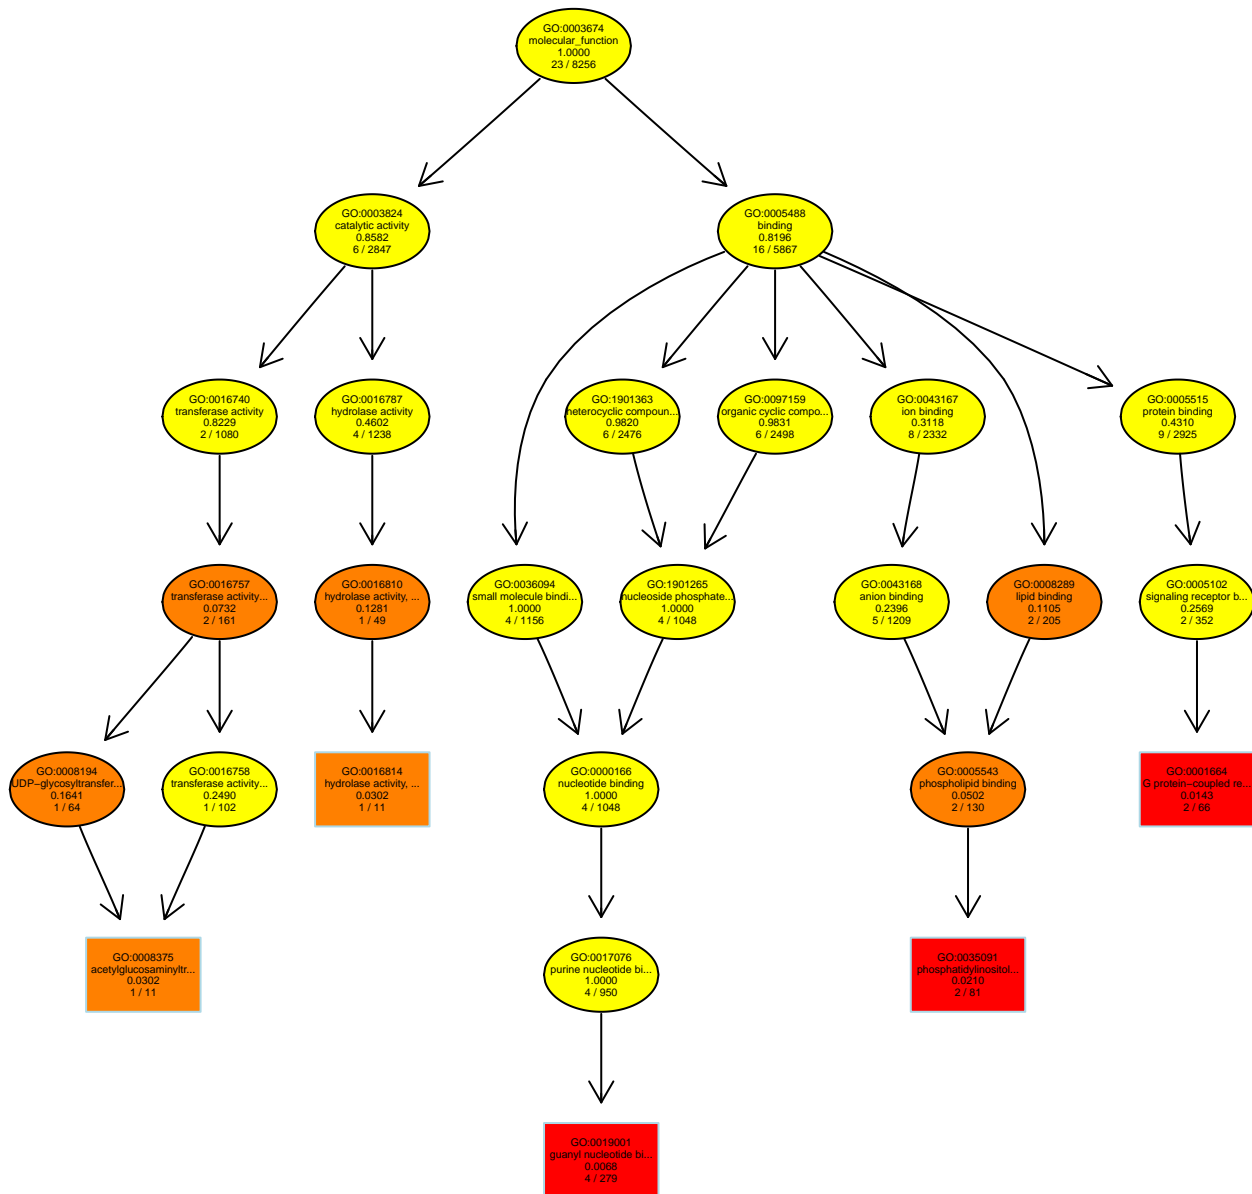 GO:0003674
molecular_function
1.0000
23 / 8256
GO:0003824
catalytic activity
0.8582
6 / 2847
GO:0005488
binding
0.8196
16 / 5867
GO:0016740
transferase activity
0.8229
2 / 1080
GO:0016787
hydrolase activity
0.4602
4 / 1238
GO:1901363
heterocyclic compoun...
0.9820
6 / 2476
GO:0097159
organic cyclic compo...
0.9831
6 / 2498
GO:0043167
ion binding
0.3118
8 / 2332
GO:0005515
protein binding
0.4310
9 / 2925
GO:0016757
transferase activity...
0.0732
2 / 161
GO:0016810
hydrolase activity, ...
0.1281
1 / 49
GO:0036094
small molecule bindi...
1.0000
4 / 1156
GO:1901265
nucleoside phosphate...
1.0000
4 / 1048
GO:0043168
anion binding
0.2396
5 / 1209
GO:0008289
lipid binding
0.1105
2 / 205
GO:0005102
signaling receptor b...
0.2569
2 / 352
GO:0008194
UDP−glycosyltransfer...
0.1641
1 / 64
GO:0016758
transferase activity...
0.2490
1 / 102
GO:0016814
hydrolase activity, ...
0.0302
1 / 11
GO:0000166
nucleotide binding
1.0000
4 / 1048
GO:0005543
phospholipid binding
0.0502
2 / 130
GO:0001664
G protein−coupled re...
0.0143
2 / 66
GO:0008375
acetylglucosaminyltr...
0.0302
1 / 11
GO:0017076
purine nucleotide bi...
1.0000
4 / 950
GO:0035091
phosphatidylinositol...
0.0210
2 / 81
GO:0019001
guanyl nucleotide bi...
0.0068
4 / 279